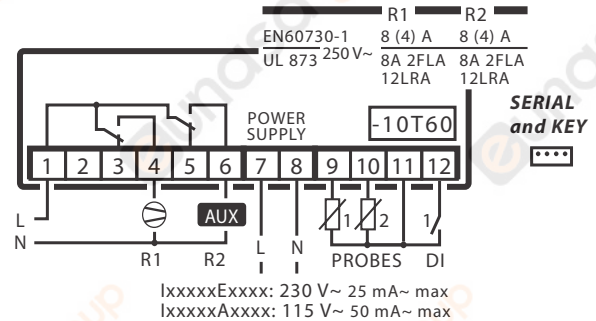 R1 R2
EN60730-1 250 V~ 8 (4) A 8 (4) A
UL 873 8A 2FLA 8A 2FLA
12LRA 12LRA
SERIAL
and KEY
POWER
SUPPLY
-10T60
1 2 3 4 5 6 7 8 9 10 11 12
L
N
AUX
1 2 1
R1 R2 L N PROBES DI
IxxxxxExxxx: 230 V~ 25 mA~ max
IxxxxxAxxxx: 115 V~ 50 mA~ max
eunasa